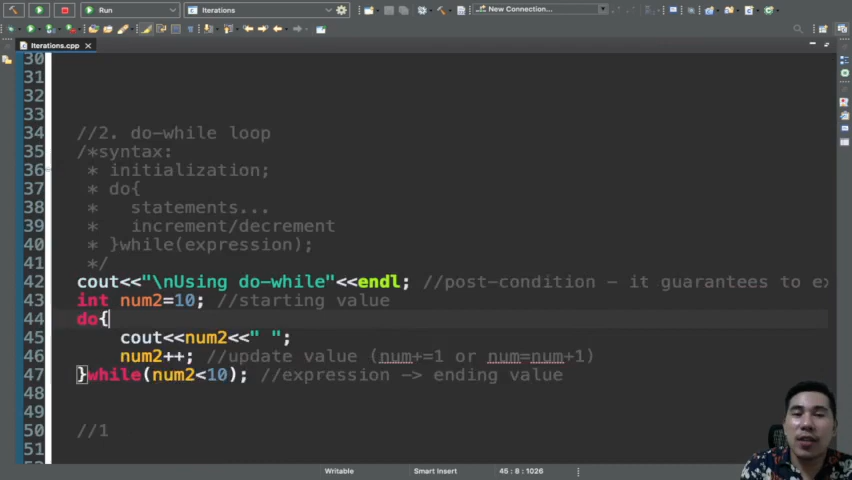 Run
Iterations
New Connection...
Iterations.cpp
30
31
32
33
34 //2. do-while loop
35 /*syntax:
36 * initialization;
37 * do{
38 * statements...
39 * increment/decrement
40 * }while(expression);
41 */
42 cout<<"\nUsing do-while"<<endl; //post-condition - it guarantees to ex
43 int num2=10; //starting value
44 do{
45 cout<<num2<<" ";
46 num2++; //update value (num+=1 or num=num+1)
47 }while(num2<10); //expression -> ending value
48
49
50 //1
51
Writable
Smart Insert
45 : 8 : 1026